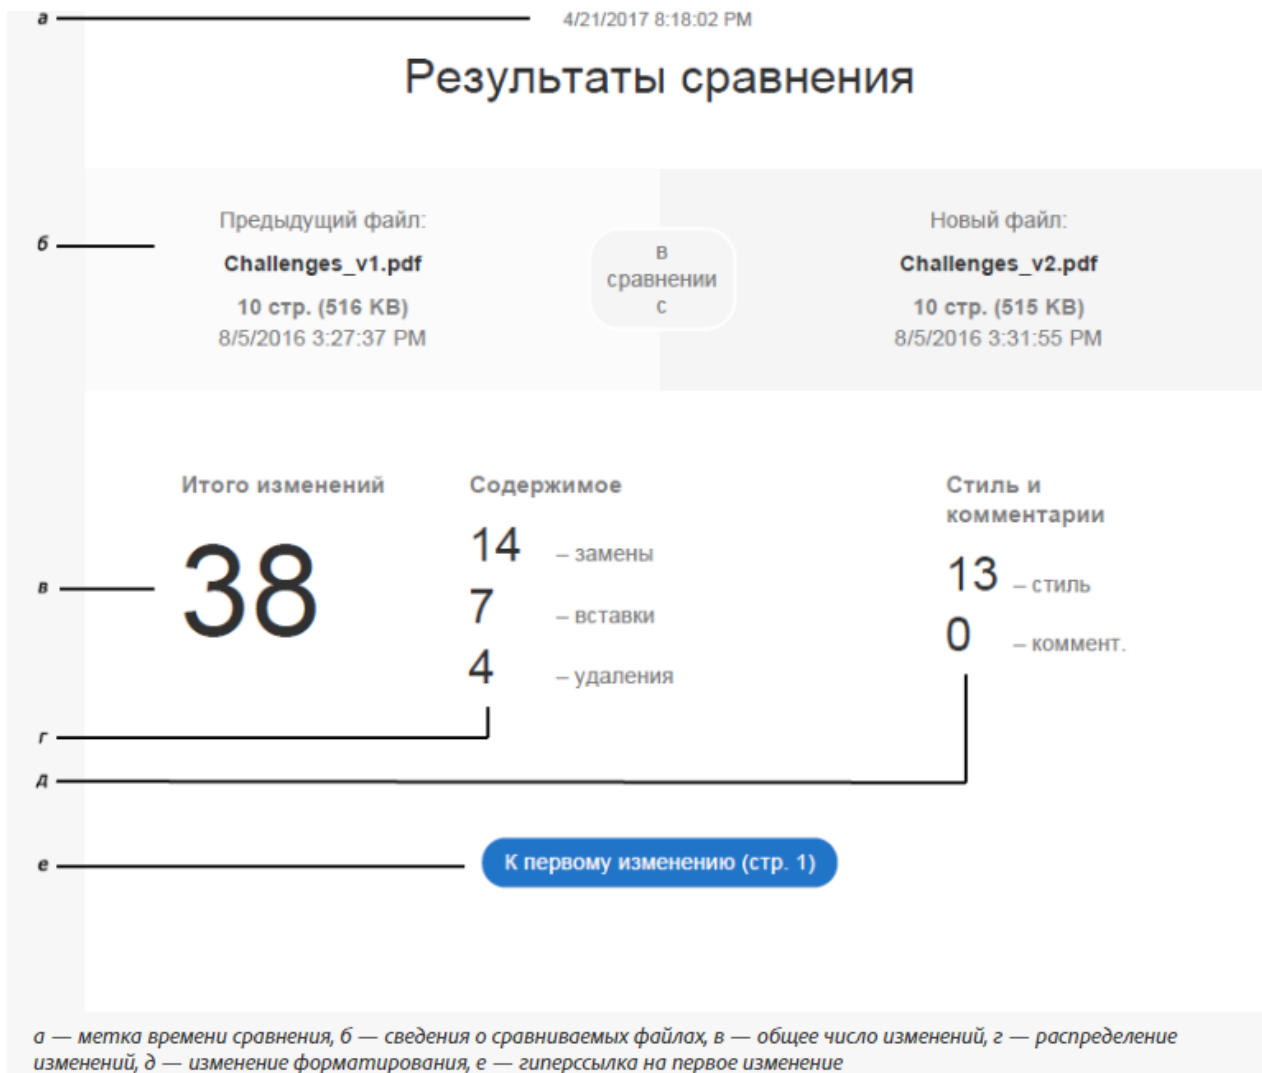 а
4/21/2017 8:18:02 PM
Результаты сравнения
б
Предыдущий файл:
Challenges_v1.pdf
10 стр. (516 KB)
8/5/2016 3:27:37 PM
в
сравнении
с
Новый файл:
Challenges_v2.pdf
10 стр. (515 KB)
8/5/2016 3:31:55 PM
Итого изменений
в
38
Содержимое
14 – замены
7 – вставки
4 – удаления
Стиль и
комментарии
13 – стиль
0 – коммент.
г
д
е
К первому изменению (стр. 1)
а — метка времени сравнения, б — сведения о сравниваемых файлах, в — общее число изменений, г — распределение
изменений, д — изменение форматирования, е — гиперссылка на первое изменение